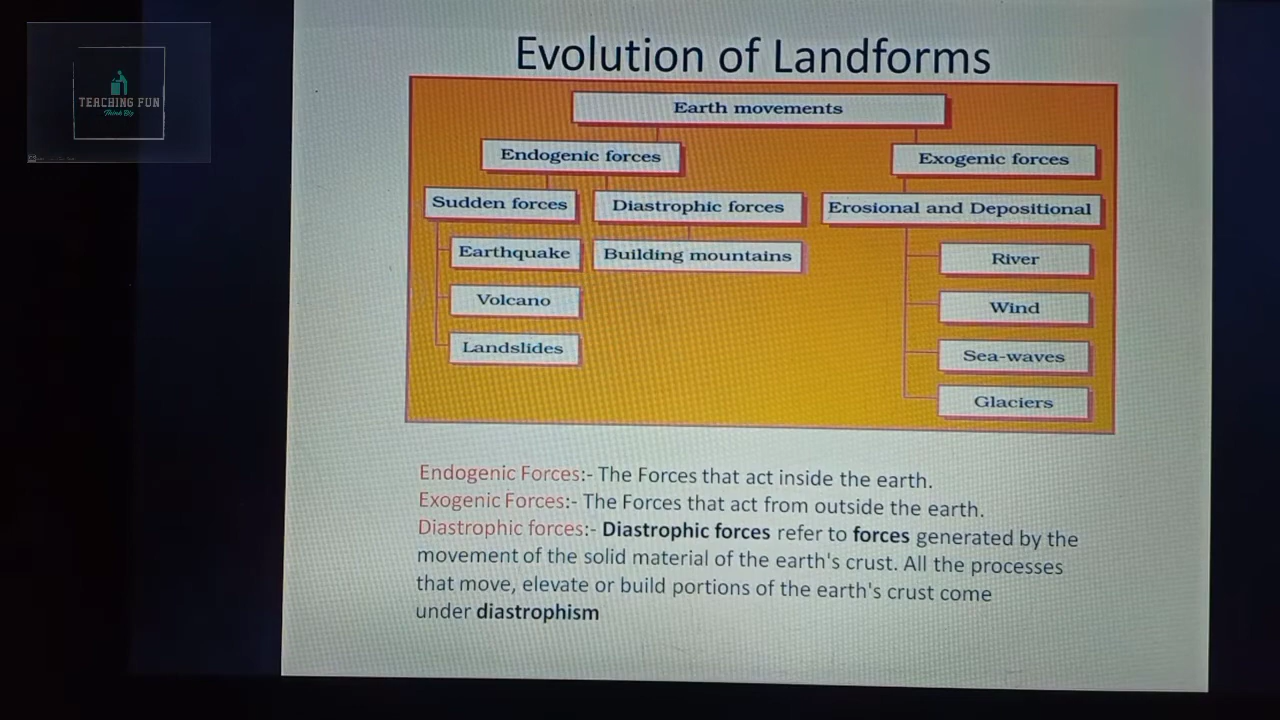 TEACHING FUN
Think Big
Evolution of Landforms
Earth movements
Endogenic forces
Exogenic forces
Sudden forces
Diastrophic forces
Erosional and Depositional
Earthquake
Building mountains
River
Volcano
Wind
Landslides
Sea-waves
Glaciers
Endogenic Forces:- The Forces that act inside the earth.
Exogenic Forces:- The Forces that act from outside the earth.
Diastrophic forces:- Diastrophic forces refer to forces generated by the
movement of the solid material of the earth's crust. All the processes
that move, elevate or build portions of the earth's crust come
under diastrophism